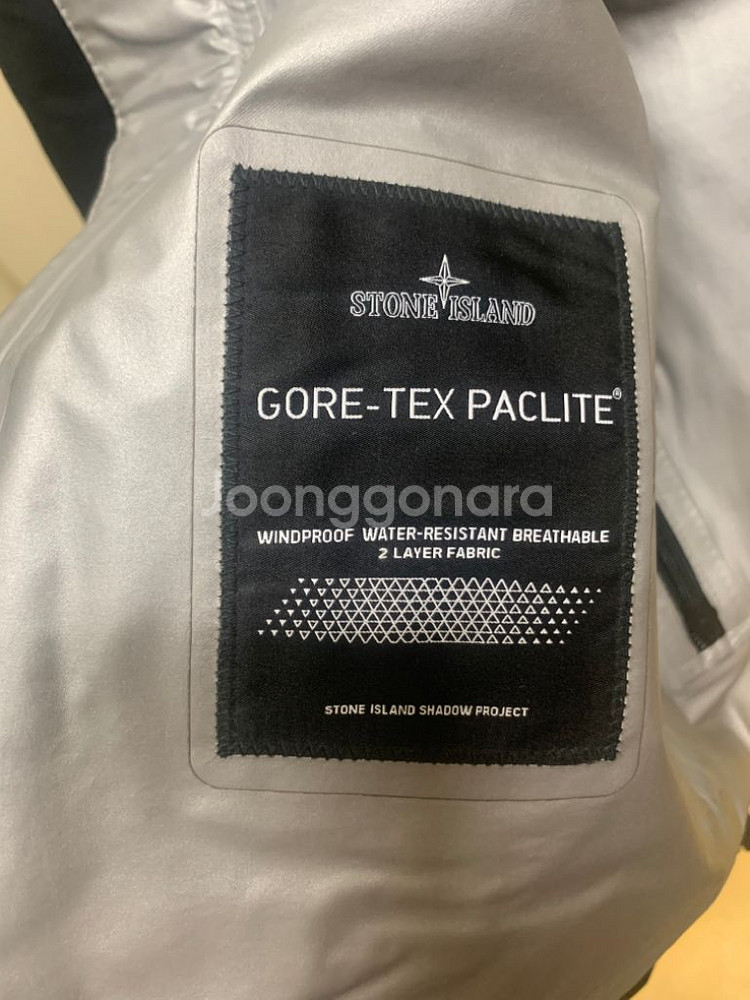 STONE ISLAND
GORE-TEX PACLITE®
Joonggonara
WINDPROOF WATER-RESISTANT BREATHABLE
2 LAYER FABRIC
STONE ISLAND SHADOW PROJECT